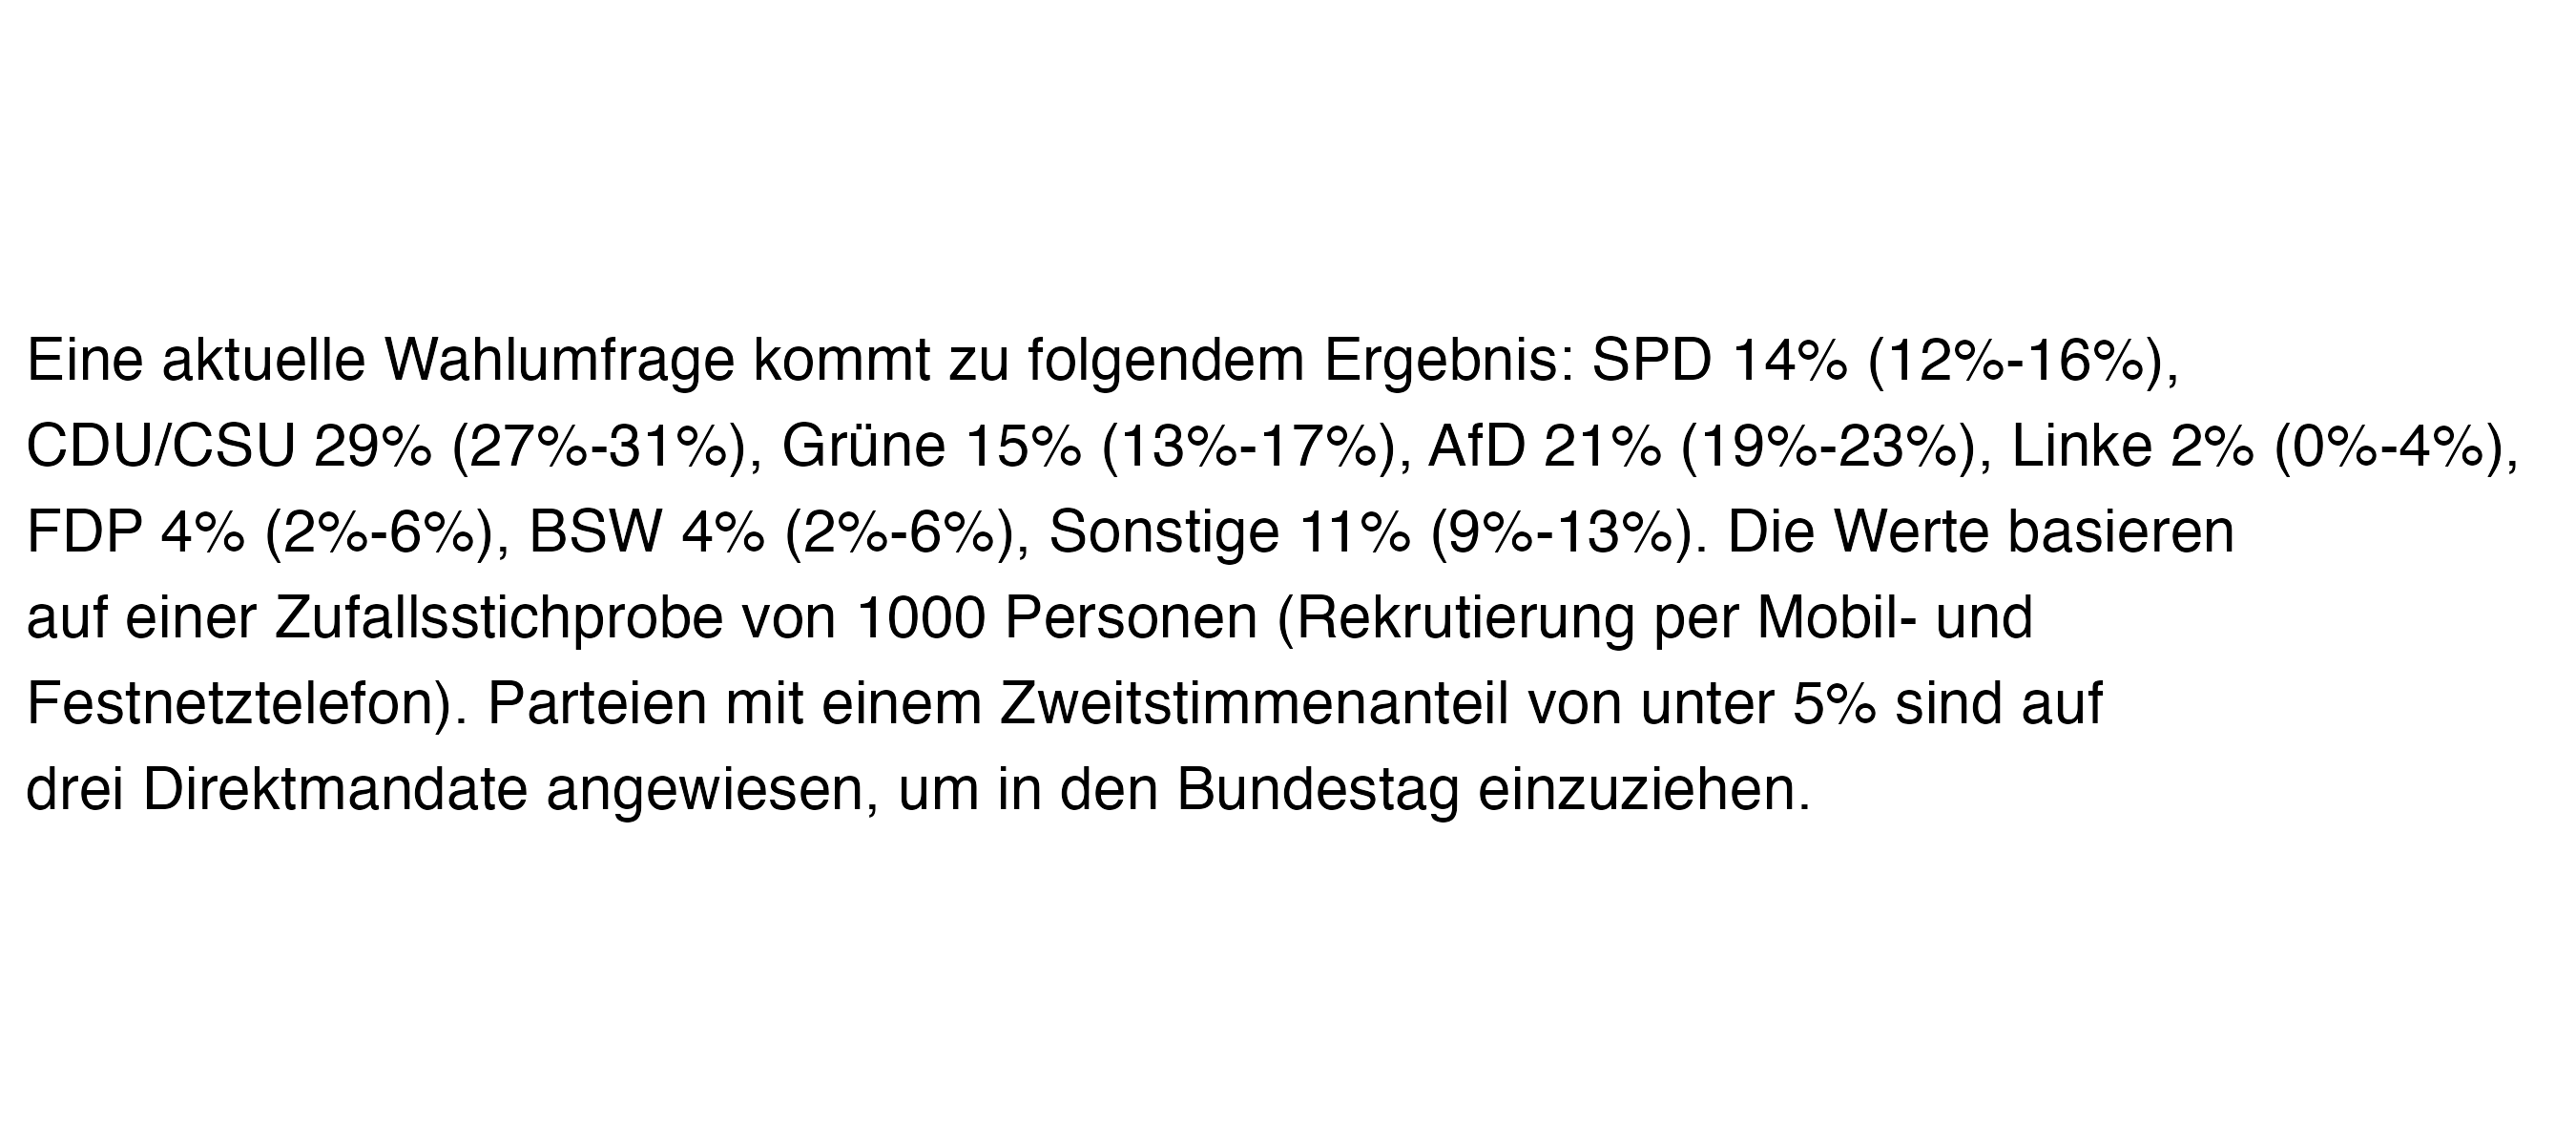 Eine aktuelle Wahlumfrage kommt zu folgendem Ergebnis: SPD 14% (12%-16%),
CDU/CSU 29% (27%-31%), Grüne 15% (13%-17%), AfD 21% (19%-23%), Linke 2% (0%-4%),
FDP 4% (2%-6%), BSW 4% (2%-6%), Sonstige 11% (9%-13%). Die Werte basieren
auf einer Zufallsstichprobe von 1000 Personen (Rekrutierung per Mobil- und
Festnetztelefon). Parteien mit einem Zweitstimmenanteil von unter 5% sind auf
drei Direktmandate angewiesen, um in den Bundestag einzuziehen.